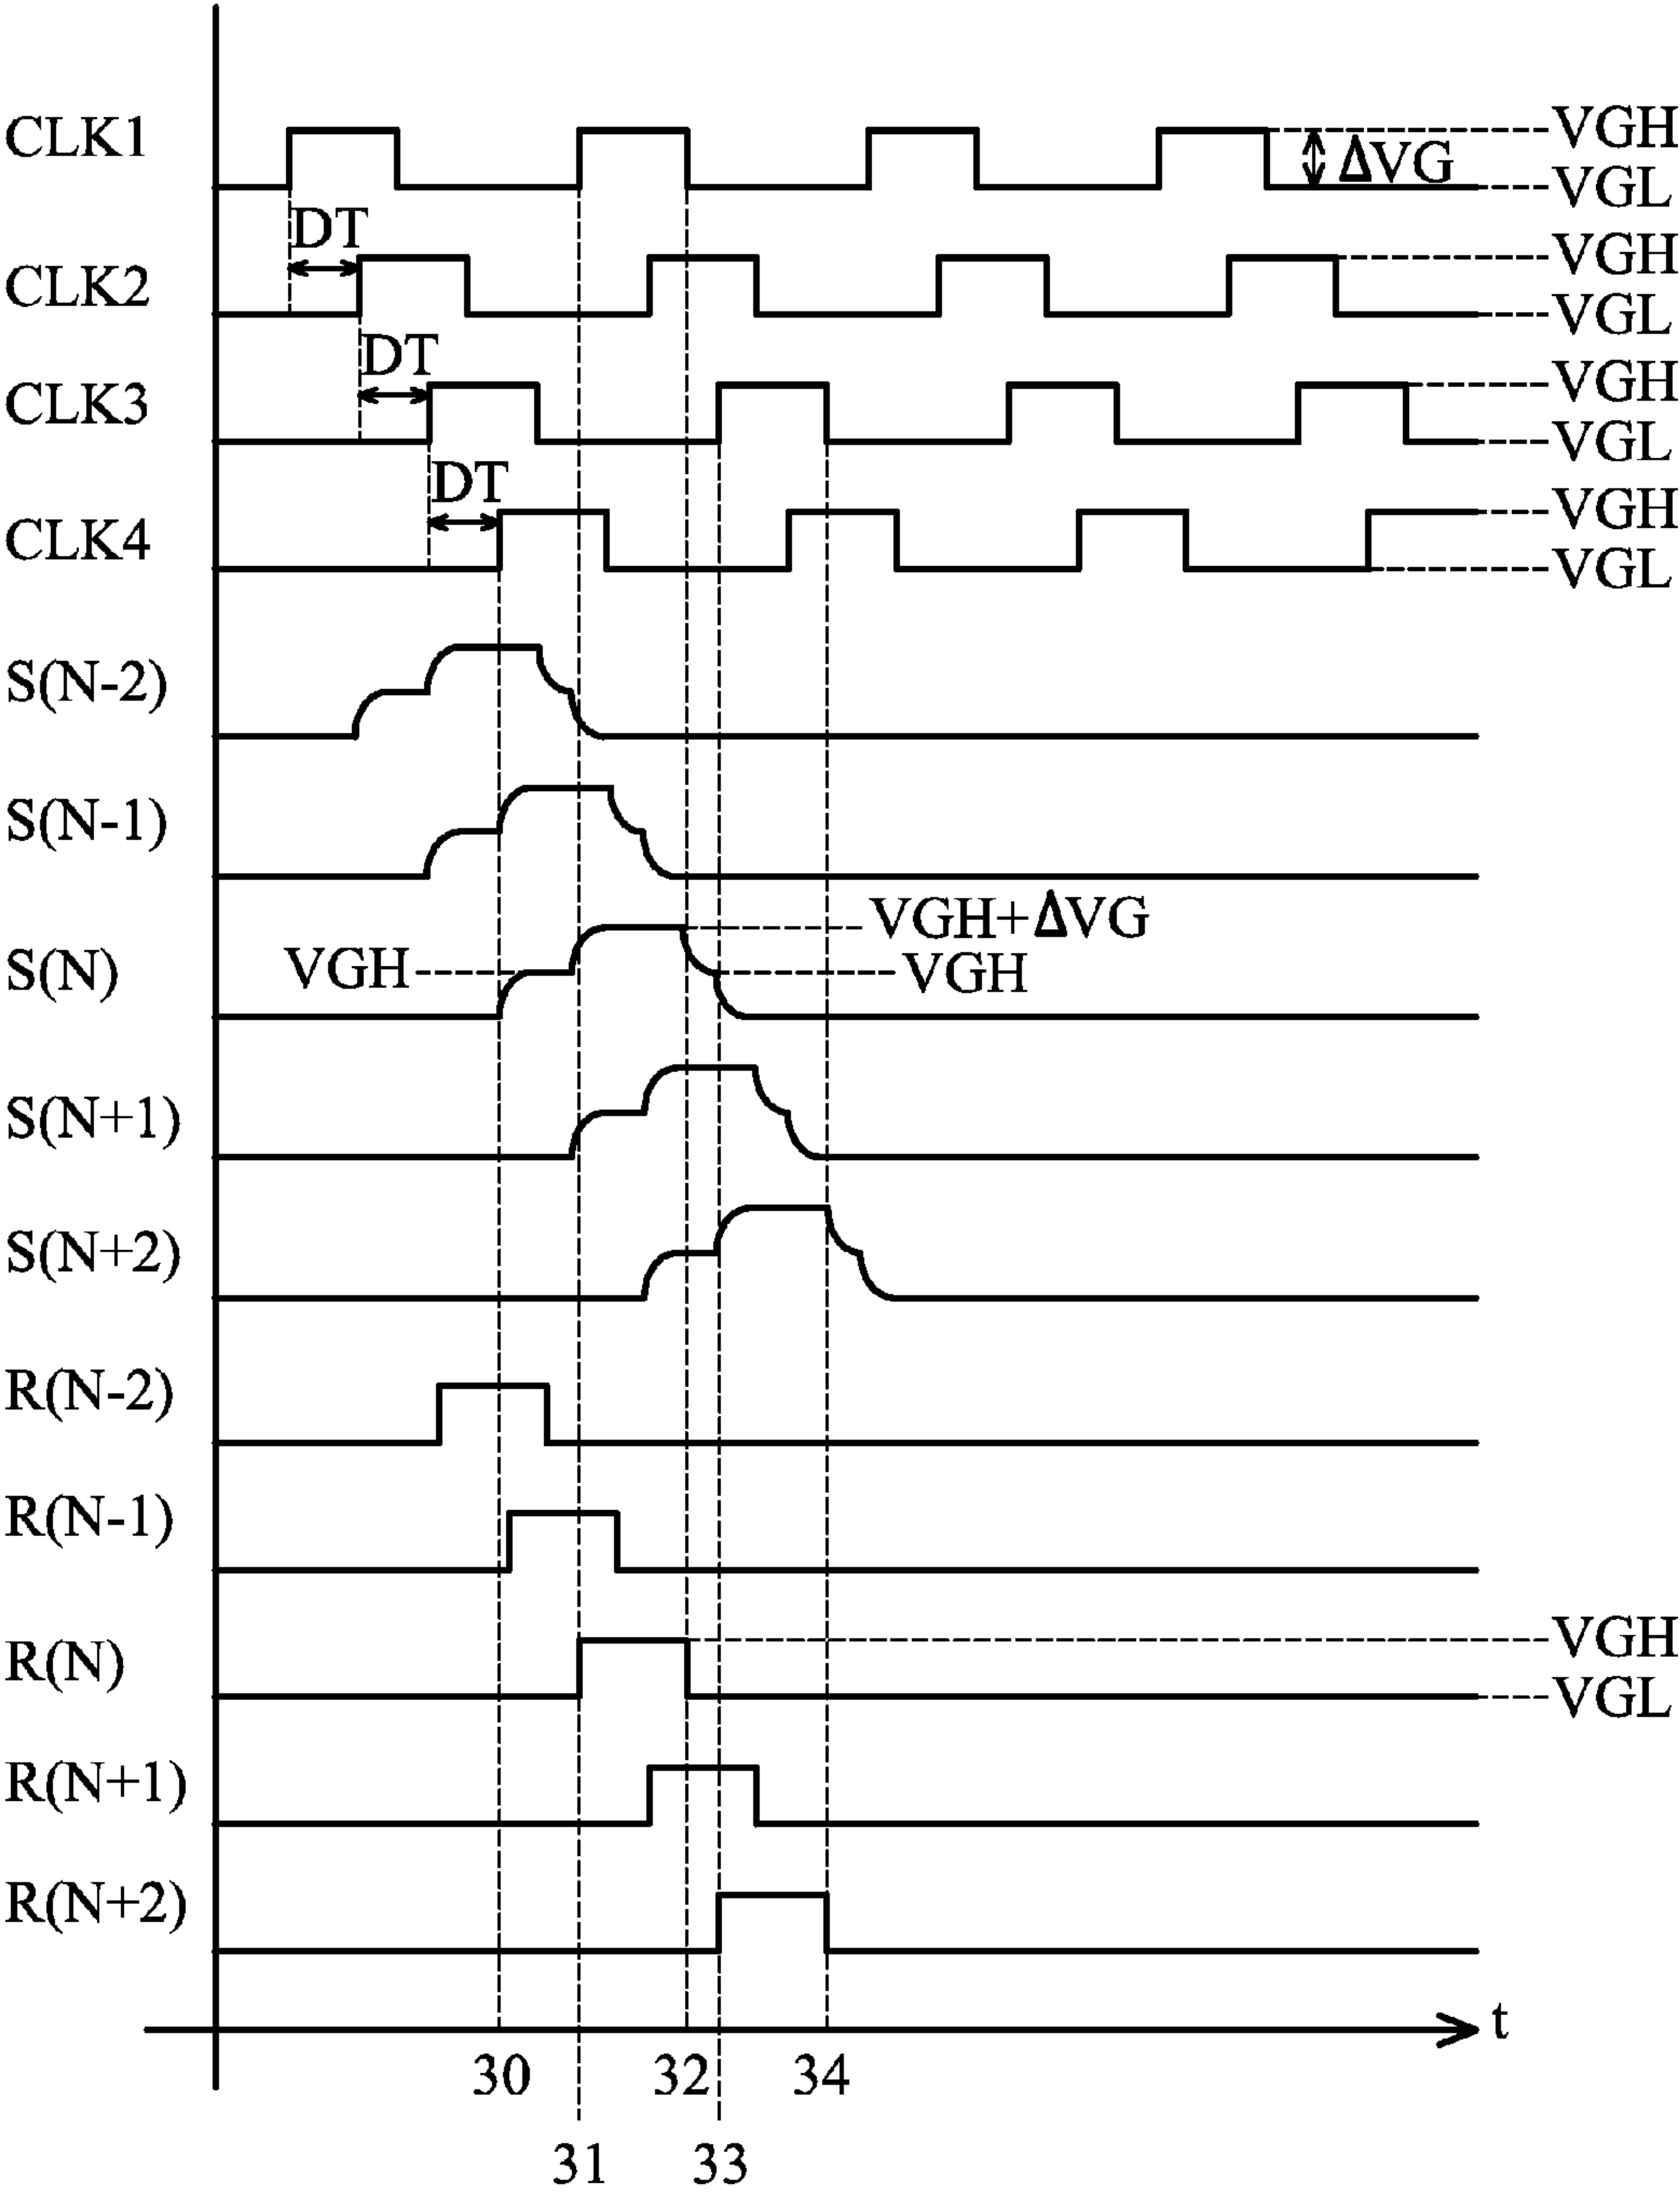 CLK1
VGH
ΔVG
VGL
DT
CLK2
VGH
VGL
DT
CLK3
VGH
VGL
DT
CLK4
VGH
VGL
S(N-2)
S(N-1)
VGH+ΔVG
S(N)
VGH
VGH
S(N+1)
S(N+2)
R(N-2)
R(N-1)
R(N)
VGH
VGL
R(N+1)
R(N+2)
t
30
32
34
31
33